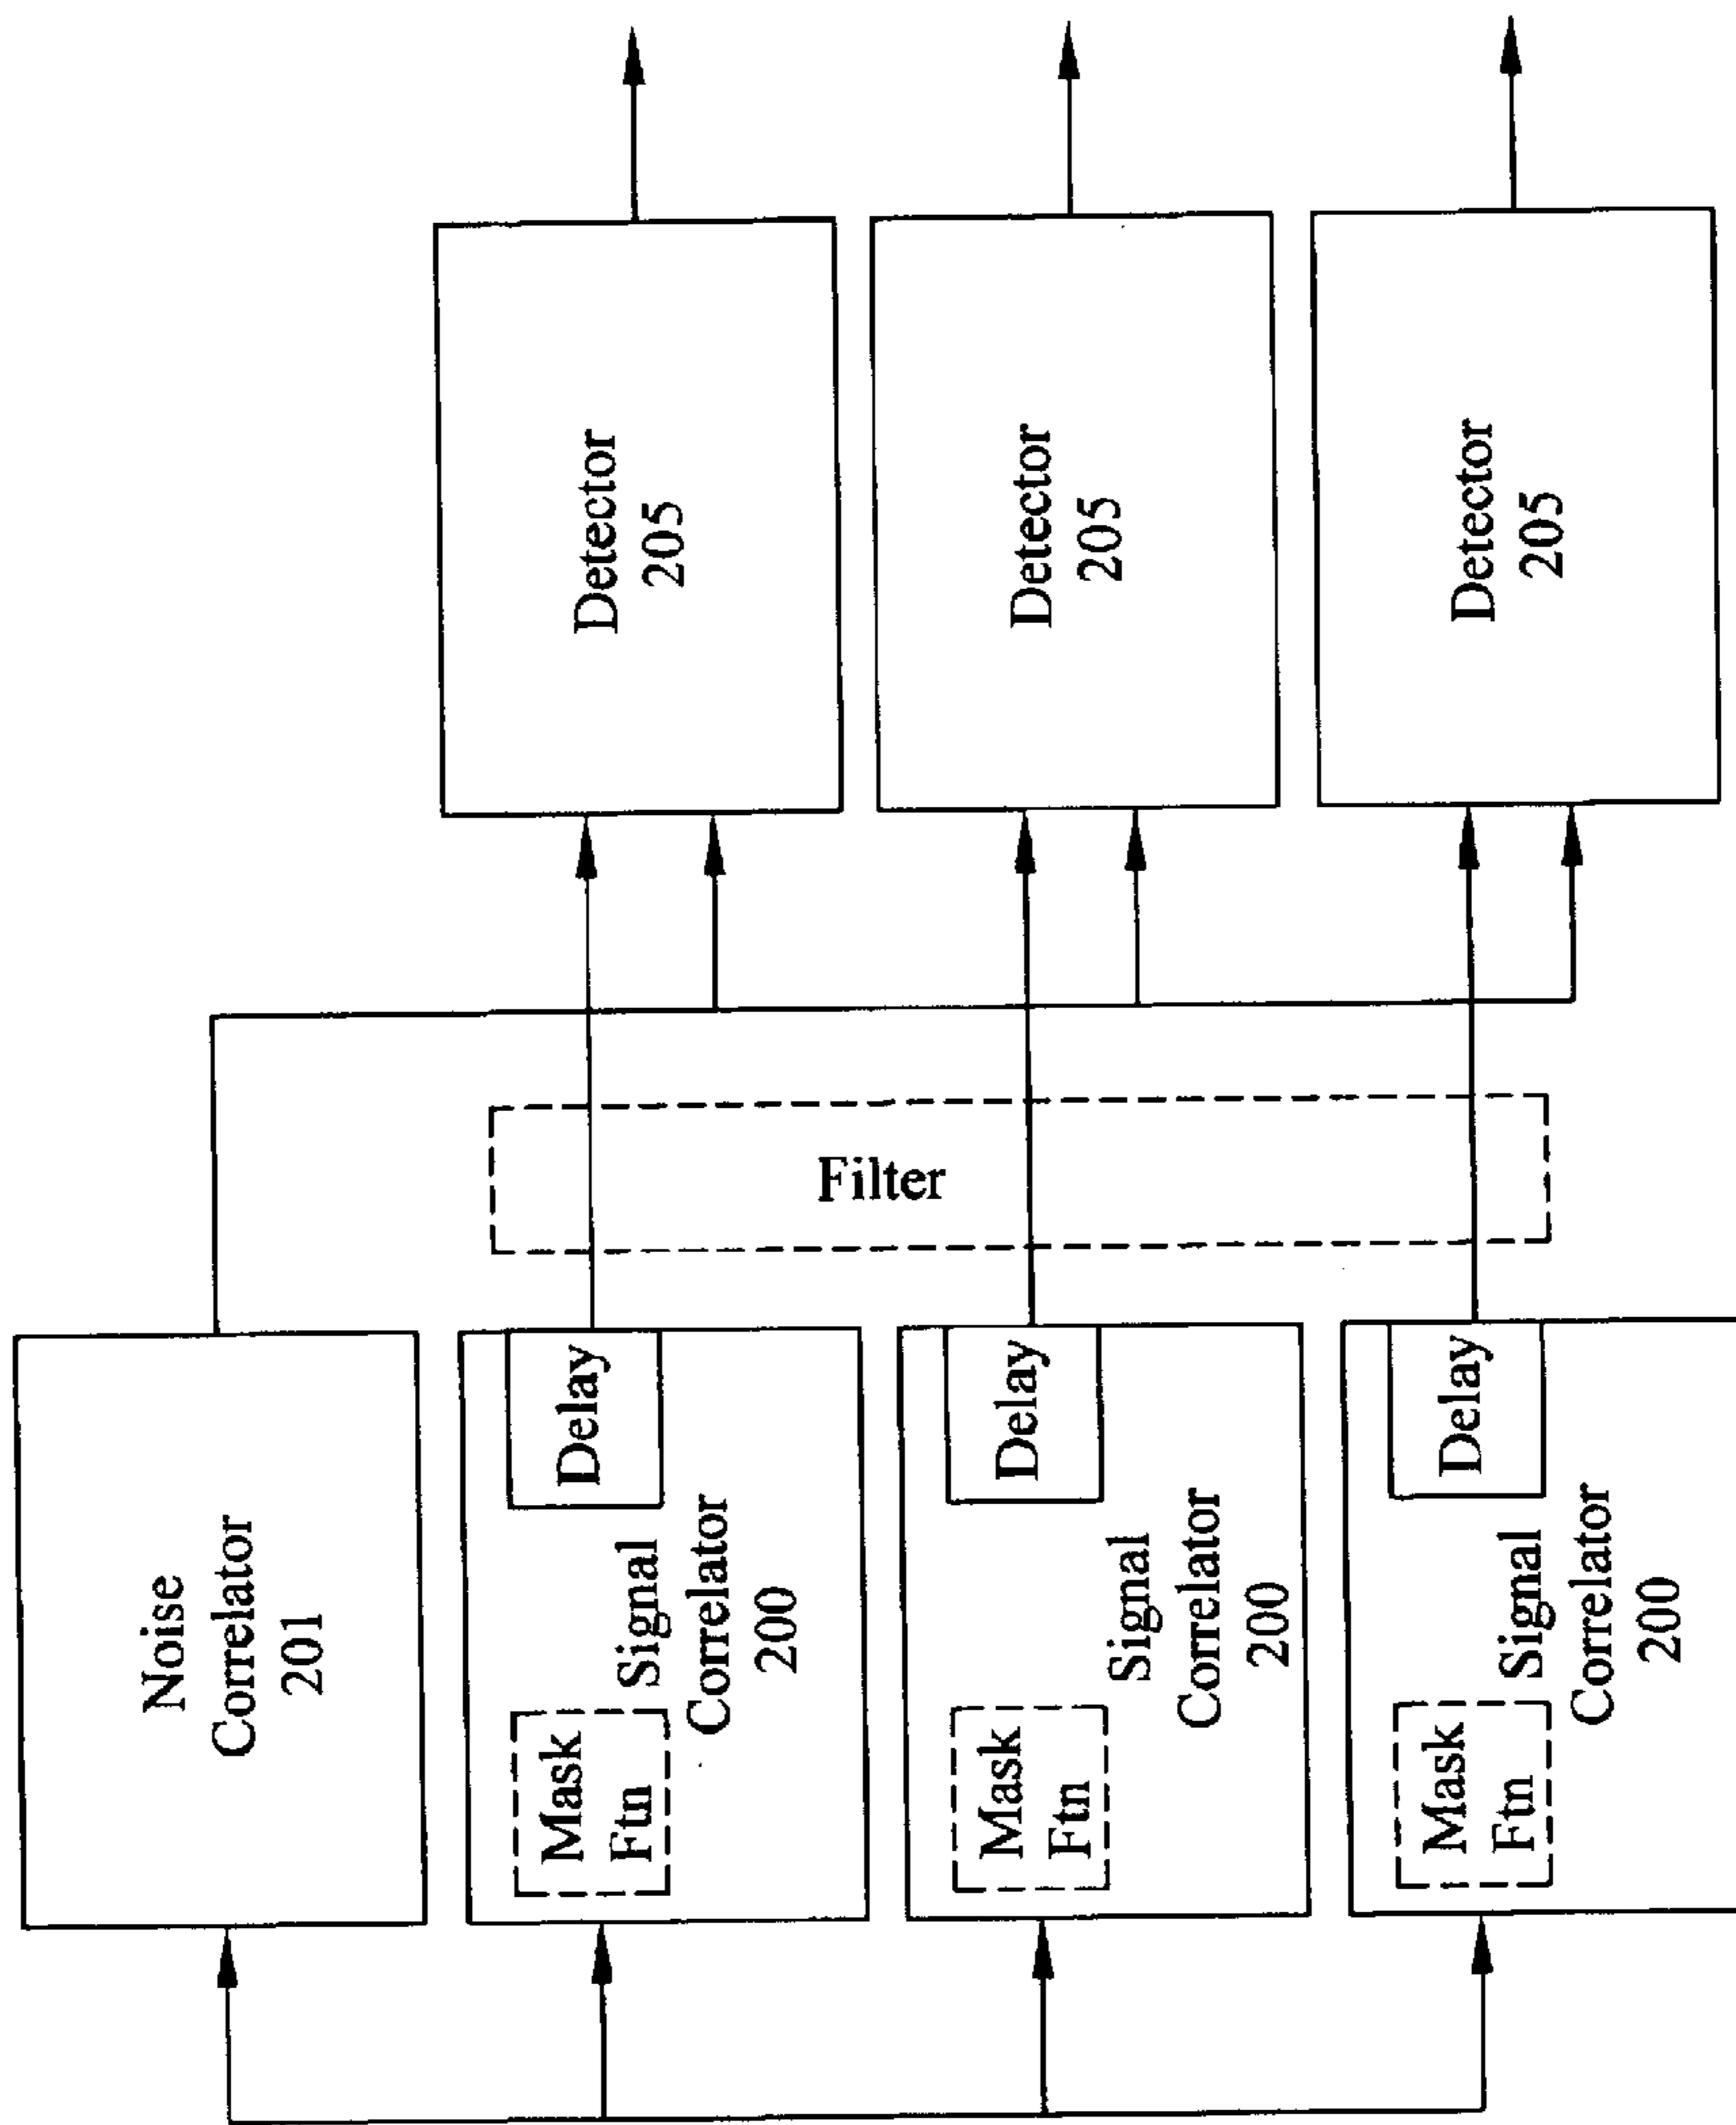 Noise
Correlator
201
Mask
Ftn
Signal
Correlator
200
Delay
Mask
Ftn
Signal
Correlator
200
Delay
Mask
Ftn
Signal
Correlator
200
Delay
Filter
Detector
205
Detector
205
Detector
205